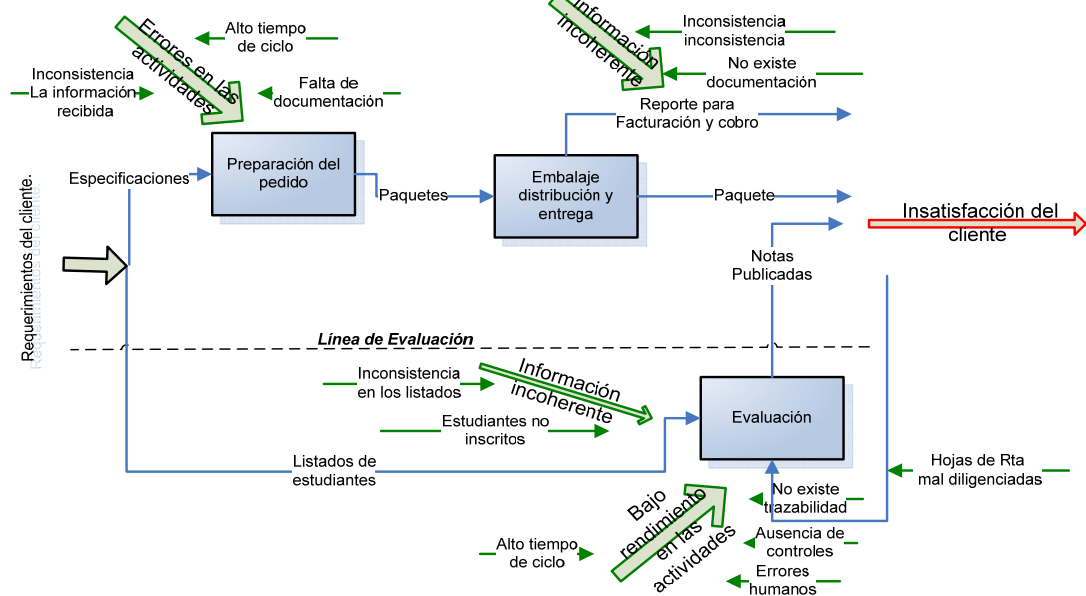 Errores en las
actividades
Alto tiempo
de ciclo
Inconsistencia
La información
recibida
Falta de
documentación
Información
incoherente
Inconsistencia
inconsistencia
No existe
documentación
Reporte para
Facturación y cobro
Requerimientos del cliente.
Especificaciones
Preparación del
pedido
Paquetes
Embalaje
distribución y
entrega
Paquete
Insatisfacción del
cliente
Notas
Publicadas
Línea de Evaluación
Inconsistencia
en los listados
Información
incoherente
Estudiantes no
inscritos
Evaluación
Listados de
estudiantes
Hojas de Rta
mal diligenciadas
Bajo
rendimiento
en las
actividades
No existe
trazabilidad
Alto tiempo
de ciclo
Ausencia de
controles
Errores
humanos